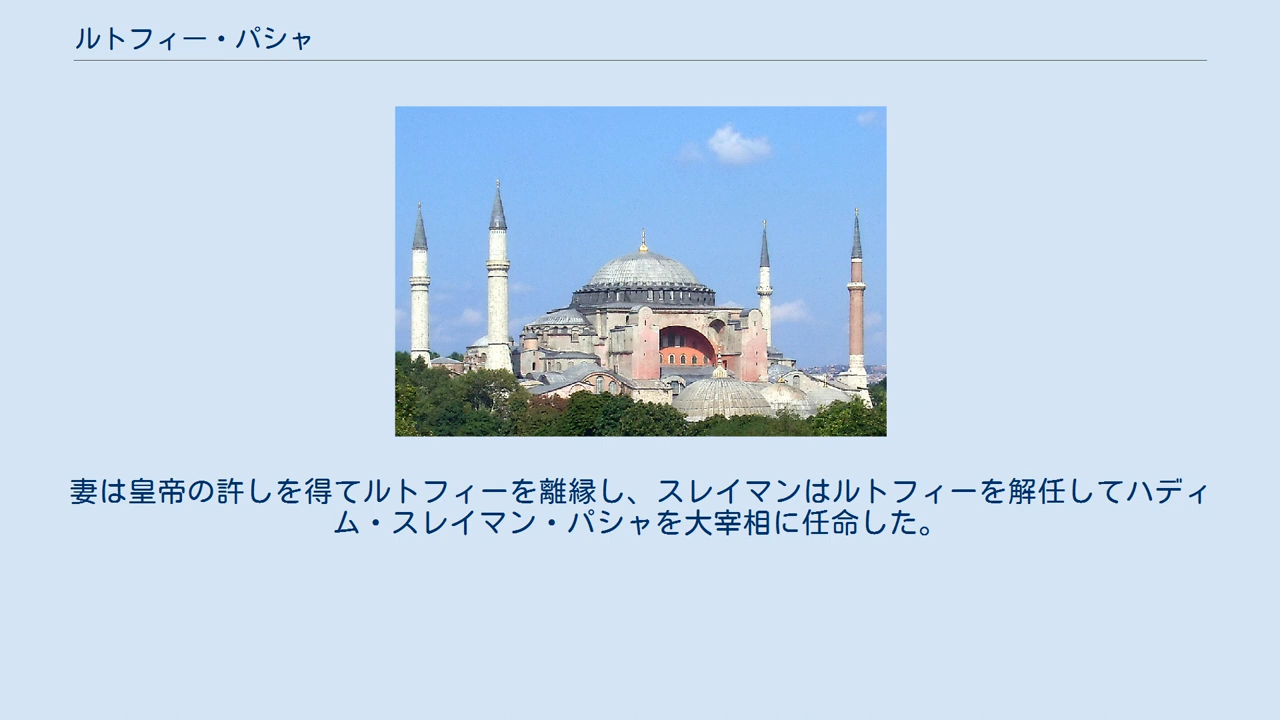 ルトフィー・パシャ
妻は皇帝の許しを得てルトフィーを離縁し、スレイマンはルトフィーを解任してハディ
ム・スレイマン・パシャを大宰相に任命した。